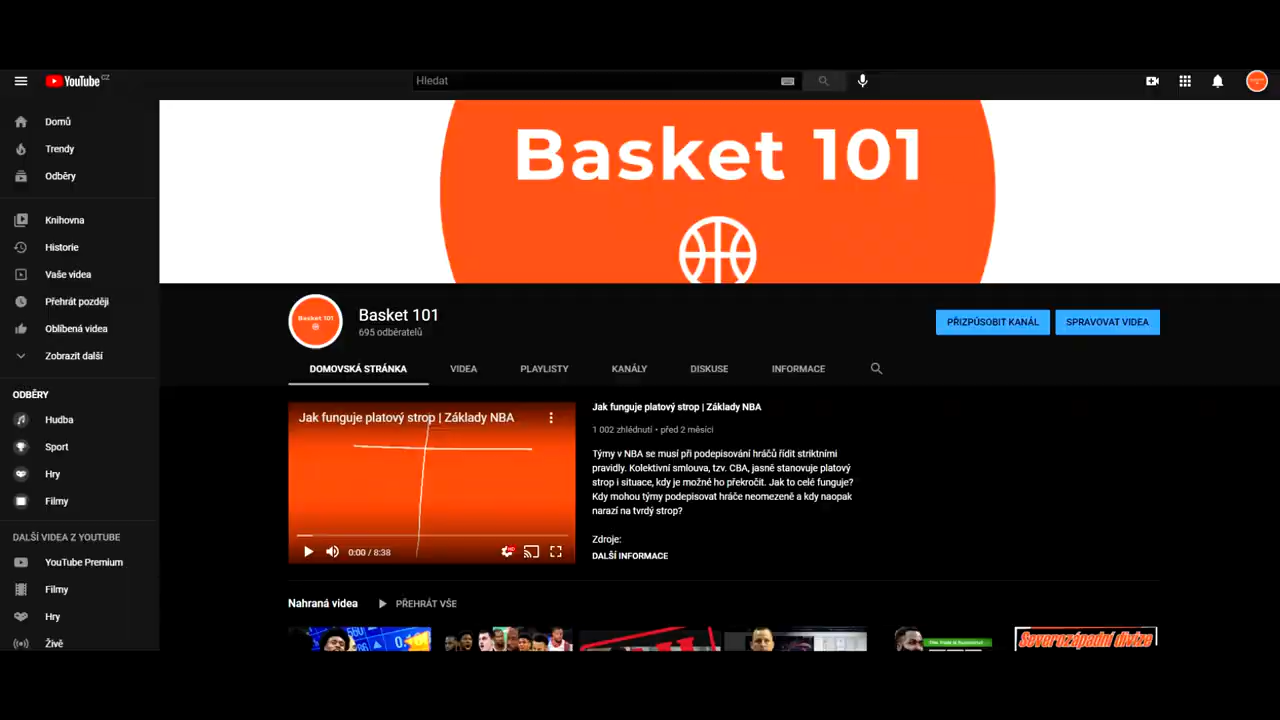 YouTube CZ
Hledat
Domů
Trendy
Odběry
Knihovna
Historie
Vaše videa
Přehrát později
Oblíbená videa
Zobrazit další
ODBĚRY
Hudba
Sport
Hry
Filmy
DALŠÍ VIDEA Z YOUTUBE
YouTube Premium
Filmy
Hry
Živě
Basket 101
Basket 101
Basket 101
695 odběratelů
PŘIZPŮSOBIT KANÁL
SPRAVOVAT VIDEA
DOMOVSKÁ STRÁNKA
VIDEA
PLAYLISTY
KANÁLY
DISKUSE
INFORMACE
Jak funguje platový strop | Základy NBA
0:00 / 8:38
Jak funguje platový strop | Základy NBA
1 002 zhlédnutí • před 2 měsíci
Týmy v NBA se musí při podepisování hráčů řídit striktními
pravidly. Kolektivní smlouva, tzv. CBA, jasně stanovuje platový
strop i situace, kdy je možné ho překročit. Jak to celé funguje?
Kdy mohou týmy podepisovat hráče neomezeně a kdy naopak
narazí na tvrdý strop?
Zdroje:
DALŠÍ INFORMACE
Nahraná videa
PŘEHRÁT VŠE
Severozápadní divize